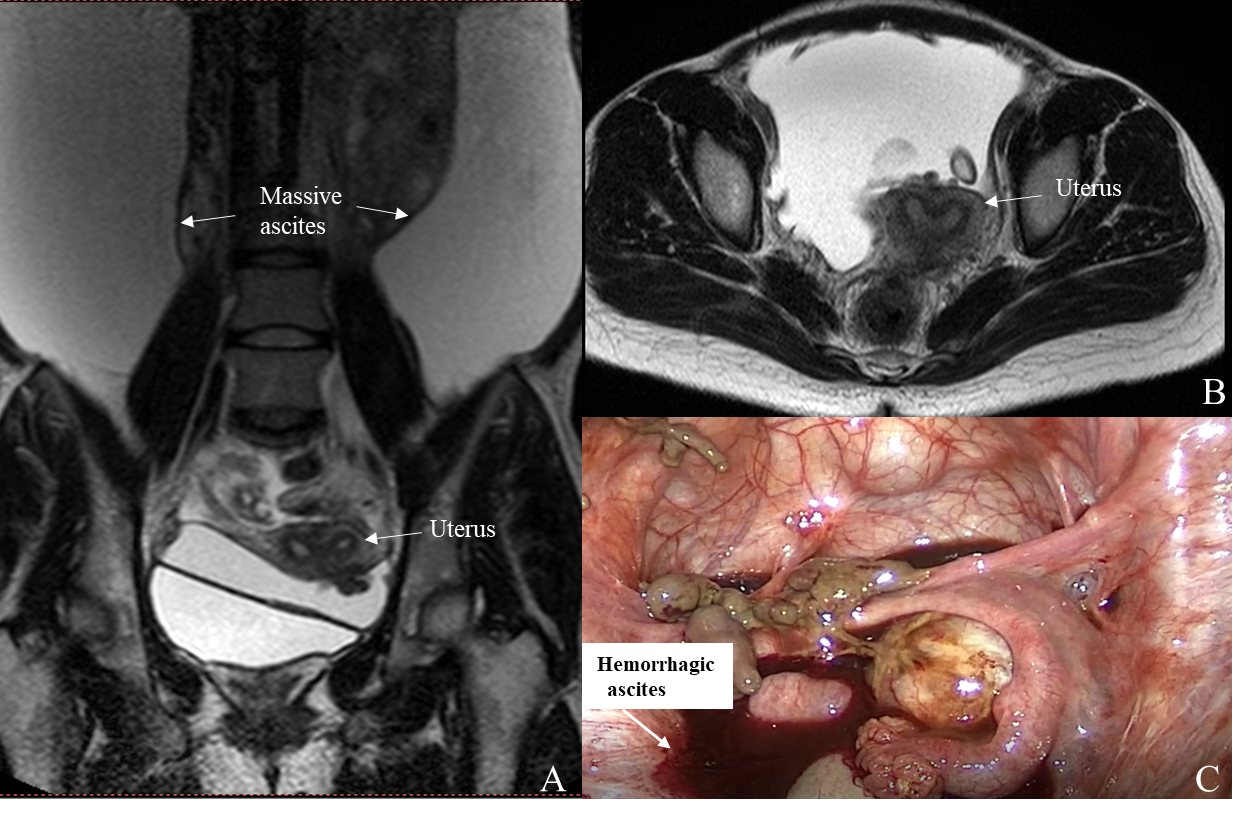 Massive
ascites
Uterus
A
Uterus
B
Hemorrhagic
ascites
C